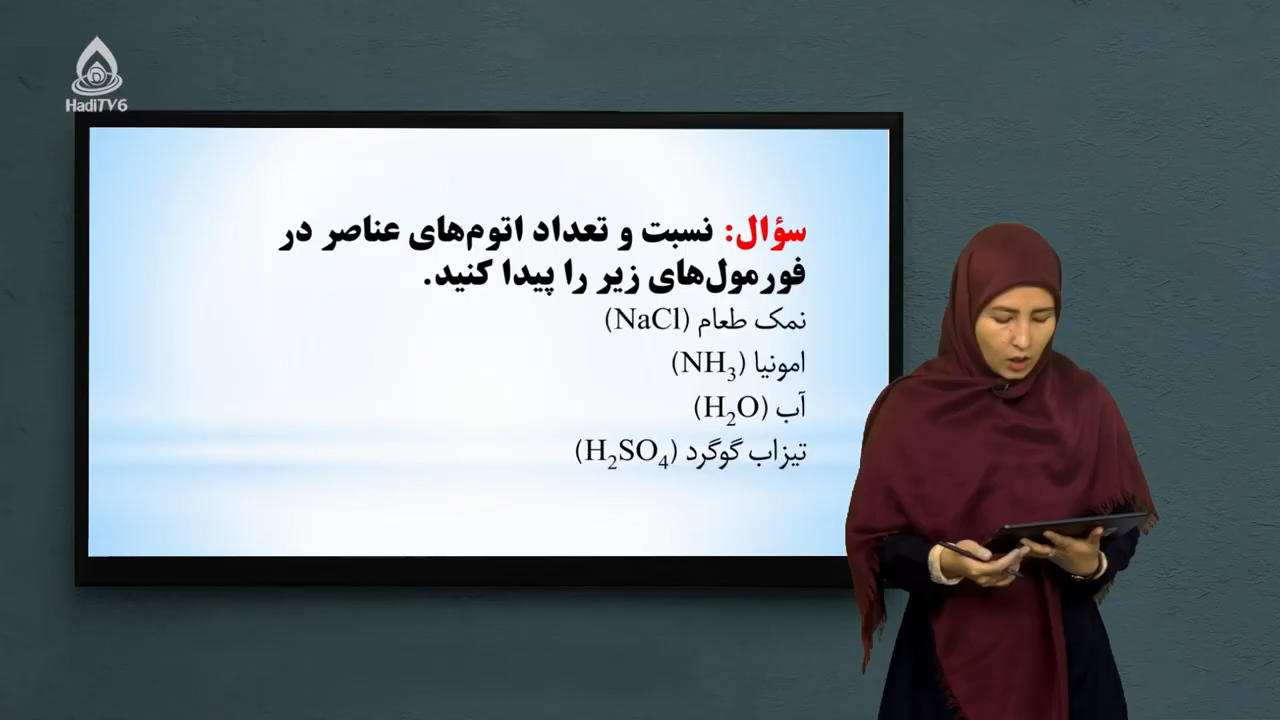 HadiTV6
سؤال: نسبت و تعداد اتوم‌های عناصر در
فورمول‌های زیر را پیدا کنید.
نمک طعام (NaCl)
امونیا (NH₃)
آب (H₂O)
تیزاب گوگرد (H₂SO₄)